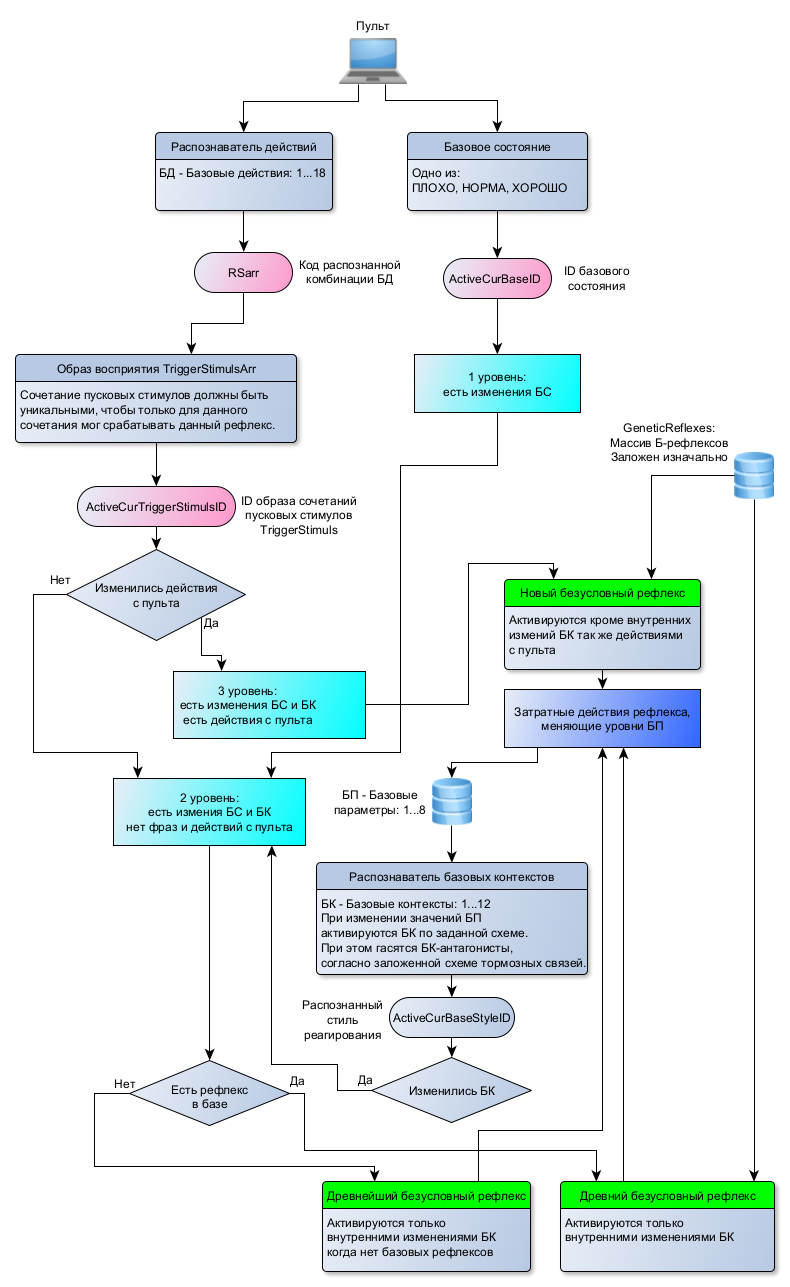 Пульт
Распознаватель действий
БД - Базовые действия: 1...18
Базовое состояние
Одно из:
ПЛОХО, НОРМА, ХОРОШО
RSarr
Код распознанной
комбинации БД
ActiveCurBaseID
ID базового
состояния
Образ восприятия TriggerStimulsArr
Сочетание пусковых стимулов должны быть
уникальными, чтобы только для данного
сочетания мог срабатывать данный рефлекс.
1 уровень:
есть изменения БС
GeneticReflexes:
Массив Б-рефлексов
Заложен изначально
ActiveCurTriggerStimulsID
ID образа сочетаний
пусковых стимулов
TriggerStimuls
Нет
Изменились действия
с пульта
Да
Новый безусловный рефлекс
Активируются кроме внутренних
измений БК так же действиями
с пульта
3 уровень:
есть изменения БС и БК
есть действия с пульта
Затратные действия рефлекса,
меняющие уровни БП
2 уровень:
есть измения БС и БК
нет фраз и действий с пульта
БП - Базовые
параметры: 1...8
Распознаватель базовых контекстов
БК - Базовые контексты: 1...12
При изменении значений БП
активируются БК по заданной схеме.
При этом гасятся БК-антагонисты,
согласно заложенной схеме тормозных связей.
Распознанный
стиль
реагирования
ActiveCurBaseStyleID
Нет
Есть рефлекс
в базе
Да
Да
Изменились БК
Древнейший безусловный рефлекс
Активируются только
внутренними изменениями БК
когда нет базовых рефлексов
Древний безусловный рефлекс
Активируются только
внутренними изменениями БК